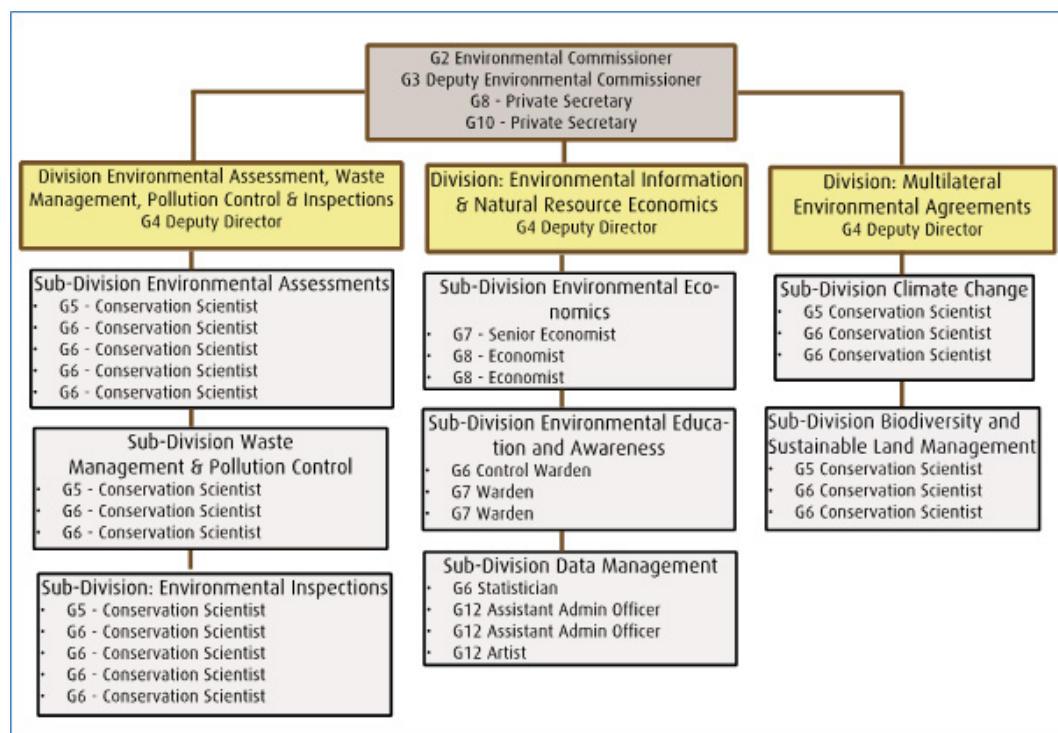 G2 Environmental Commissioner
G3 Deputy Environmental Commissioner
G8 - Private Secretary
G10 - Private Secretary
Division Environmental Assessment, Waste
Management, Pollution Control & Inspections
G4 Deputy Director
Sub-Division Environmental Assessments
· G5 - Conservation Scientist
· G6 - Conservation Scientist
· G6 - Conservation Scientist
· G6 - Conservation Scientist
· G6 - Conservation Scientist
Sub-Division Waste
Management & Pollution Control
· G5 - Conservation Scientist
· G6 - Conservation Scientist
· G6 - Conservation Scientist
Sub-Division: Environmental Inspections
· G5 - Conservation Scientist
· G6 - Conservation Scientist
· G6 - Conservation Scientist
· G6 - Conservation Scientist
· G6 - Conservation Scientist
Division: Environmental Information
& Natural Resource Economics
G4 Deputy Director
Sub-Division Environmental Eco-
nomics
· G7 - Senior Economist
· G8 - Economist
· G8 - Economist
Sub-Division Environmental Educa-
tion and Awareness
· G6 Control Warden
· G7 Warden
· G7 Warden
Sub-Division Data Management
· G6 Statistician
· G12 Assistant Admin Officer
· G12 Assistant Admin Officer
· G12 Artist
Division: Multilateral
Environmental Agreements
G4 Deputy Director
Sub-Division Climate Change
· G5 Conservation Scientist
· G6 Conservation Scientist
· G6 Conservation Scientist
Sub-Division Biodiversity and
Sustainable Land Management
· G5 Conservation Scientist
· G6 Conservation Scientist
· G6 Conservation Scientist